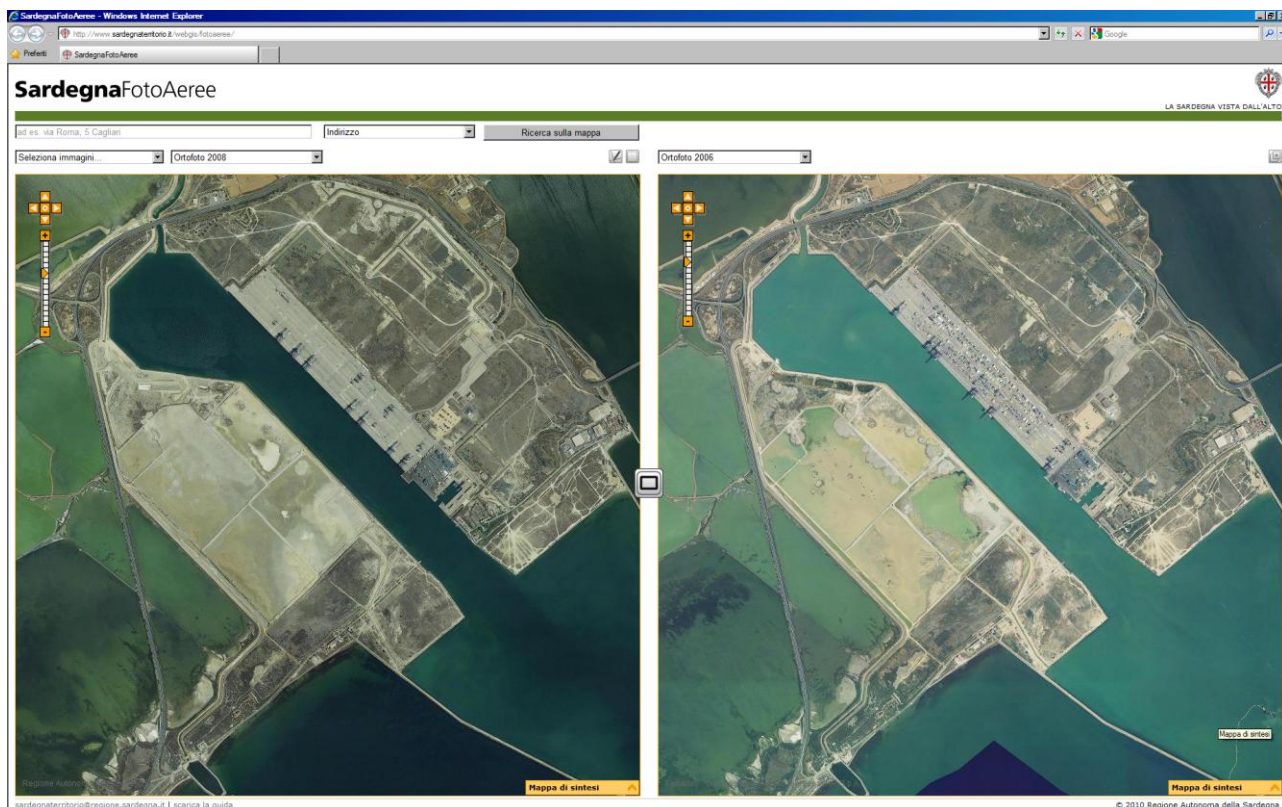 SardegnaFotoAeree - Windows Internet Explorer
http://www.sardegnaterritorio.it/webgis/fotoaeree/
Google
Preferiti
SardegnaFotoAeree
SardegnaFotoAeree
LA SARDEGNA VISTA DALL'ALTO
ad es. via Roma, 5 Cagliari
Indirizzo
Ricerca sulla mappa
Seleziona immagini...
Ortofoto 2008
Ortofoto 2006
Mappa di sintesi
Mappa di sintesi
Mappa di sintesi
sardegnaterritorio@regione.sardegna.it | scarica la guida
© 2010 Regione Autonoma della Sardegna